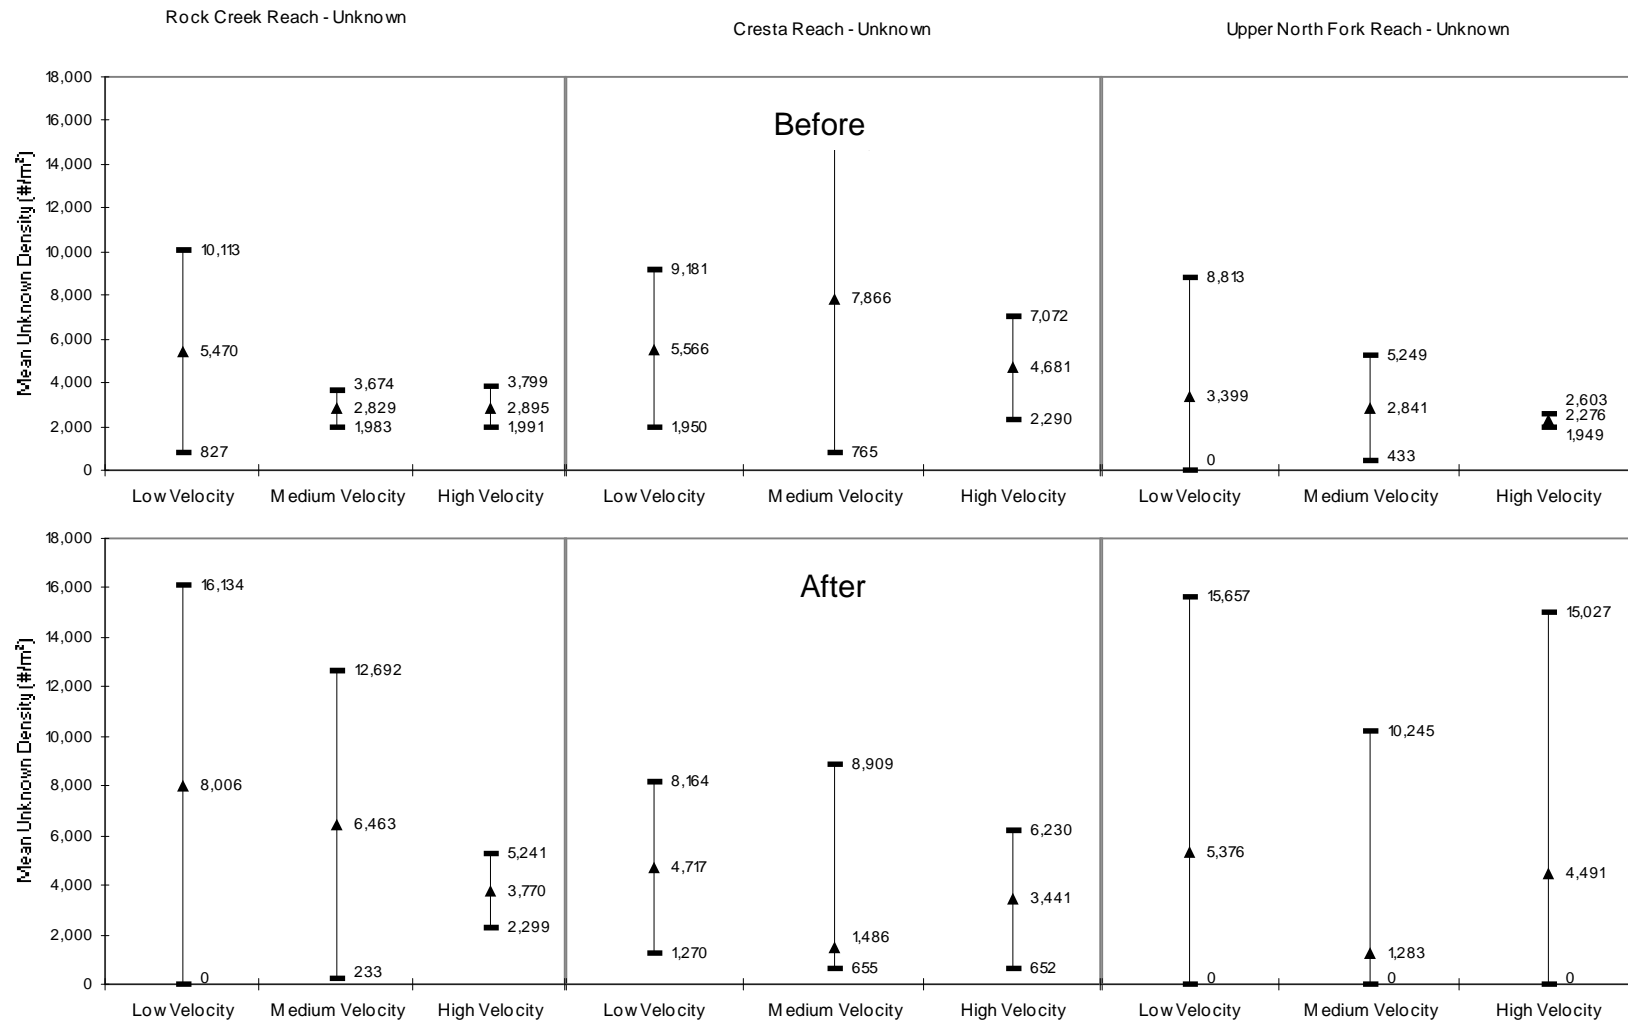 Rock Creek Reach - Unknown
Cresta Reach - Unknown
Upper North Fork Reach - Unknown
Mean Unknown Density (#/m²)
18,000
16,000
14,000
12,000
10,000
8,000
6,000
4,000
2,000
0
Before
10,113
5,470
827
3,674
2,829
1,983
3,799
2,895
1,991
9,181
5,566
1,950
7,866
765
7,072
4,681
2,290
8,813
3,399
0
5,249
2,841
433
2,603
2,276
1,949
Low Velocity
Medium Velocity
High Velocity
Low Velocity
Medium Velocity
High Velocity
Low Velocity
Medium Velocity
High Velocity
Mean Unknown Density (#/m²)
18,000
16,000
14,000
12,000
10,000
8,000
6,000
4,000
2,000
0
After
16,134
8,006
0
12,692
6,463
233
5,241
3,770
2,299
8,164
4,717
1,270
8,909
1,486
655
6,230
3,441
652
15,657
5,376
0
10,245
1,283
0
15,027
4,491
0
Low Velocity
Medium Velocity
High Velocity
Low Velocity
Medium Velocity
High Velocity
Low Velocity
Medium Velocity
High Velocity